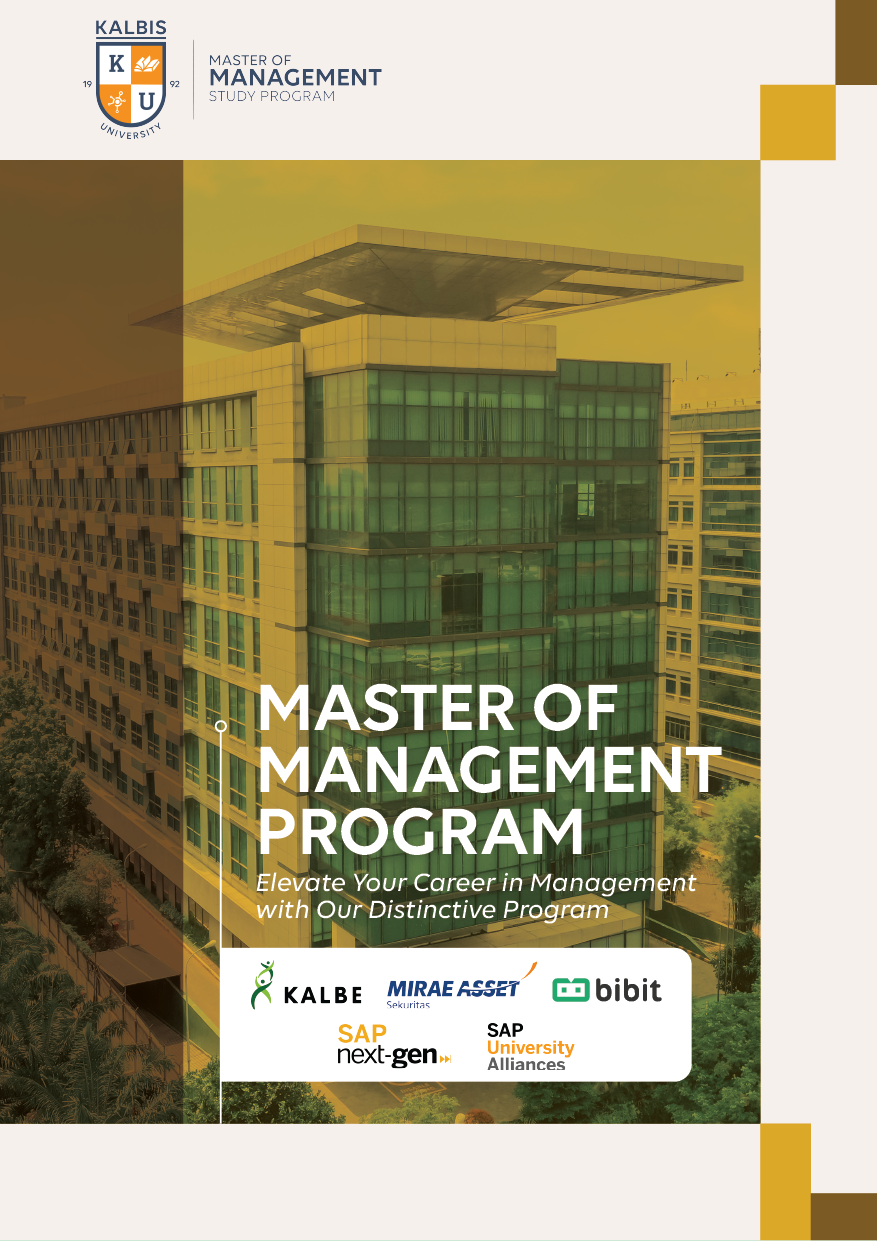 KALBIS
K
19
92
U
UNIVERSITY
MASTER OF
MANAGEMENT
STUDY PROGRAM
MASTER OF
MANAGEMENT
PROGRAM
Elevate Your Career in Management
with Our Distinctive Program
KALBE
MIRAE ASSET
Sekuritas
bibit
SAP
next-gen
SAP
University
Alliances